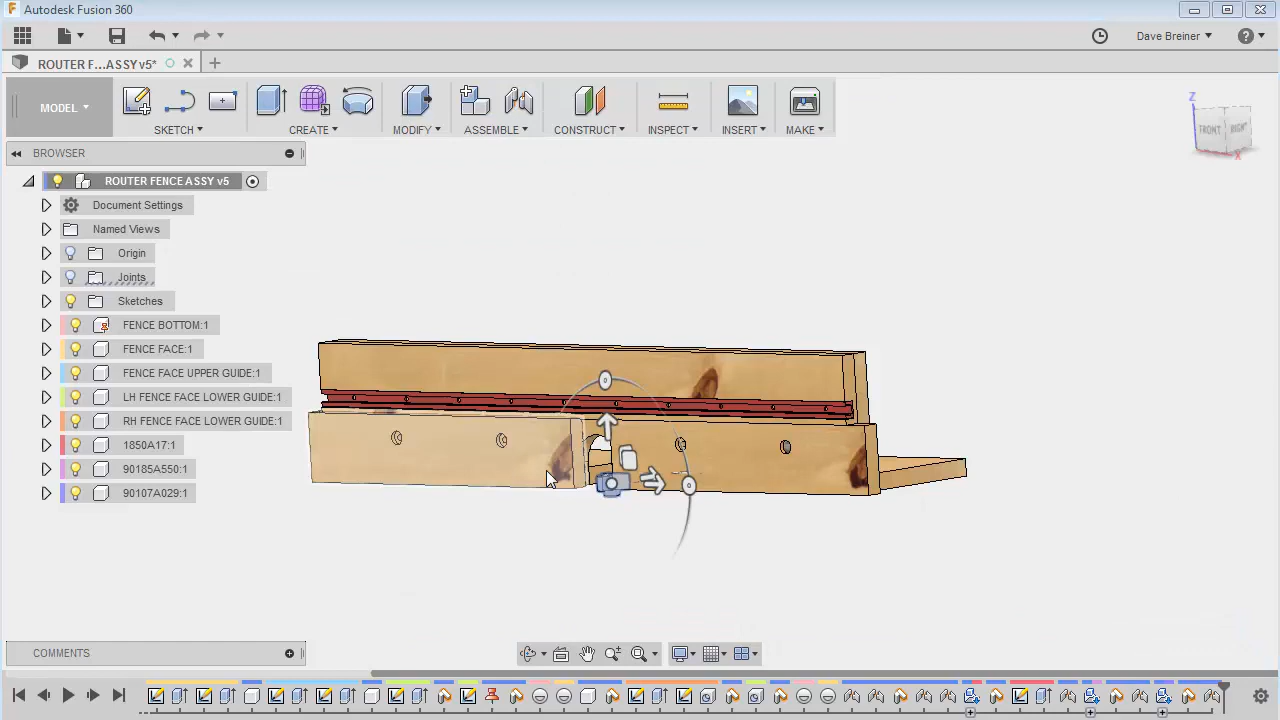 Autodesk Fusion 360
Dave Breiner
ROUTER F...ASSY v5*
MODEL
SKETCH
CREATE
MODIFY
ASSEMBLE
CONSTRUCT
INSPECT
INSERT
MAKE
Z
FRONT
RIGHT
X
BROWSER
ROUTER FENCE ASSY v5
Document Settings
Named Views
Origin
Joints
Sketches
FENCE BOTTOM:1
FENCE FACE:1
FENCE FACE UPPER GUIDE:1
LH FENCE FACE LOWER GUIDE:1
RH FENCE FACE LOWER GUIDE:1
1850A17:1
90185A550:1
90107A029:1
COMMENTS